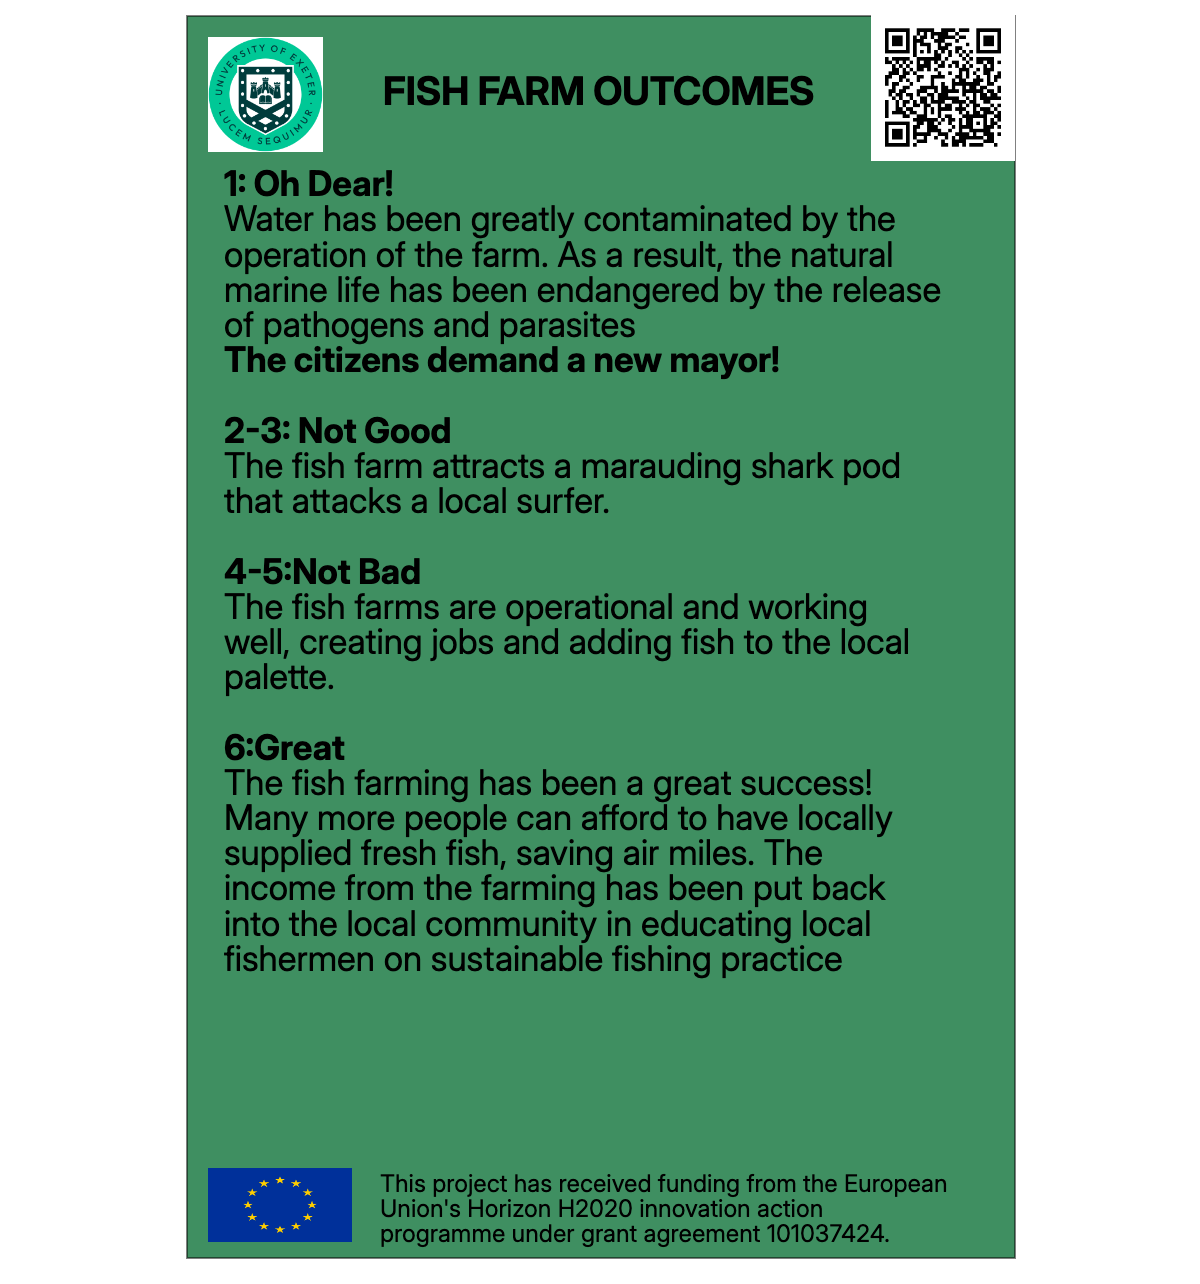 UNIVERSITY OF EXETER
LUCEM SEQUIMUR
FISH FARM OUTCOMES
1: Oh Dear!
Water has been greatly contaminated by the
operation of the farm. As a result, the natural
marine life has been endangered by the release
of pathogens and parasites
The citizens demand a new mayor!
2-3: Not Good
The fish farm attracts a marauding shark pod
that attacks a local surfer.
4-5:Not Bad
The fish farms are operational and working
well, creating jobs and adding fish to the local
palette.
6:Great
The fish farming has been a great success!
Many more people can afford to have locally
supplied fresh fish, saving air miles. The
income from the farming has been put back
into the local community in educating local
fishermen on sustainable fishing practice
This project has received funding from the European
Union's Horizon H2020 innovation action
programme under grant agreement 101037424.